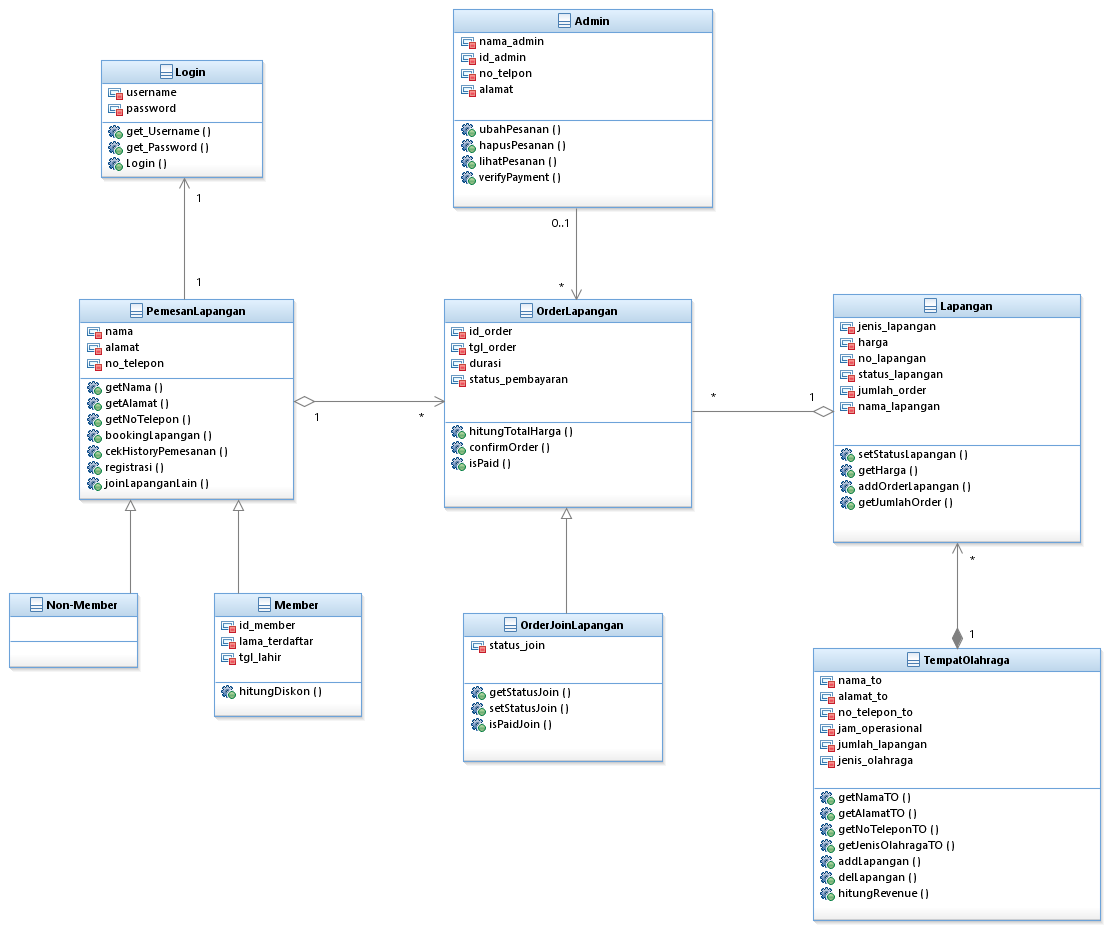 Admin
nama_admin
id_admin
no_telpon
alamat
ubahPesanan ()
hapusPesanan ()
lihatPesanan ()
verifyPayment ()
Login
username
password
get_Username ()
get_Password ()
Login ()
1
1
0..1
*
PemesanLapangan
nama
alamat
no_telepon
getNama ()
getAlamat ()
getNoTelepon ()
bookingLapangan ()
cekHistoryPemesanan ()
registrasi ()
joinLapanganLain ()
1
*
OrderLapangan
id_order
tgl_order
durasi
status_pembayaran
hitungTotalHarga ()
confirmOrder ()
isPaid ()
*
1
Lapangan
jenis_lapangan
harga
no_lapangan
status_lapangan
jumlah_order
nama_lapangan
setStatusLapangan ()
getHarga ()
addOrderLapangan ()
getJumlahOrder ()
*
1
Non-Member
Member
id_member
lama_terdaftar
tgl_lahir
hitungDiskon ()
OrderJoinLapangan
status_join
getStatusJoin ()
setStatusJoin ()
isPaidJoin ()
TempatOlahraga
nama_to
alamat_to
no_telepon_to
jam_operasional
jumlah_lapangan
jenis_olahraga
getNamaTO ()
getAlamatTO ()
getNoTeleponTO ()
getJenisOlahragaTO ()
addLapangan ()
delLapangan ()
hitungRevenue ()